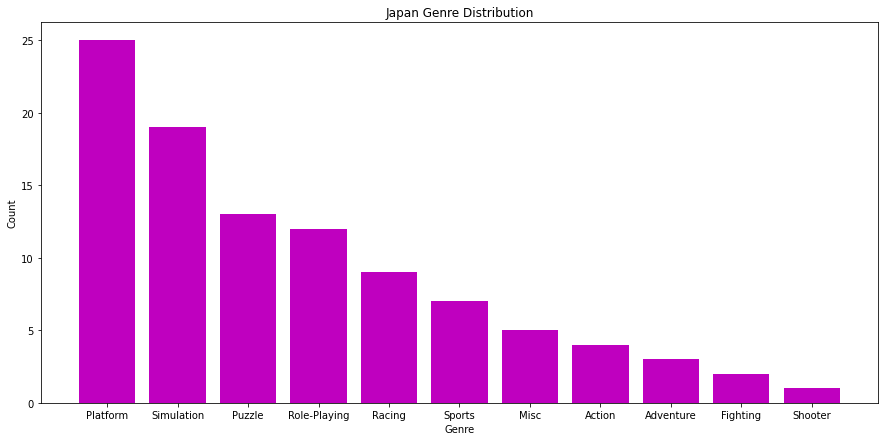 Japan Genre Distribution
25
20
15
10
5
0
Count
Platform Simulation Puzzle Role-Playing Racing Sports Misc Action Adventure Fighting Shooter
Genre